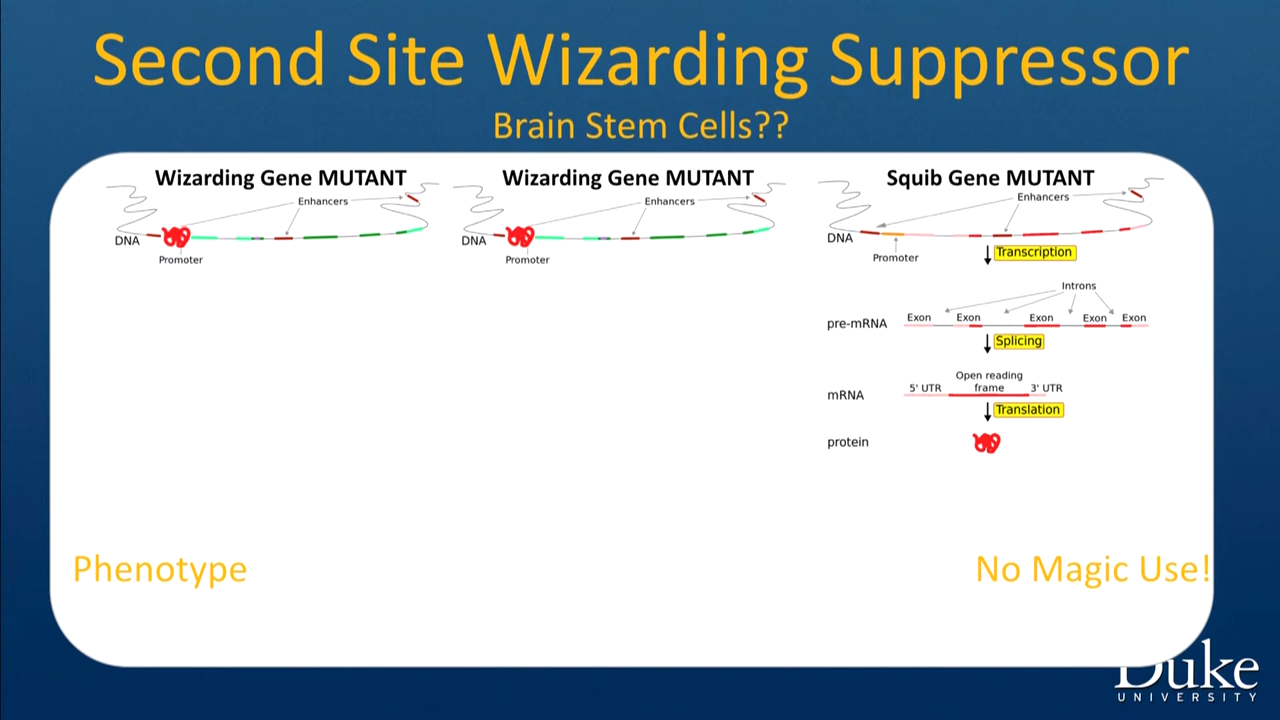 Second Site Wizarding Suppressor
Brain Stem Cells??
Wizarding Gene MUTANT
Enhancers
DNA
Promoter
Wizarding Gene MUTANT
Enhancers
DNA
Promoter
Squib Gene MUTANT
Enhancers
DNA
Promoter
Transcription
Introns
pre-mRNA
Exon Exon Exon Exon Exon
Splicing
Open reading
5' UTR frame 3' UTR
mRNA
Translation
protein
Phenotype
No Magic Use!
Duke
UNIVERSITY